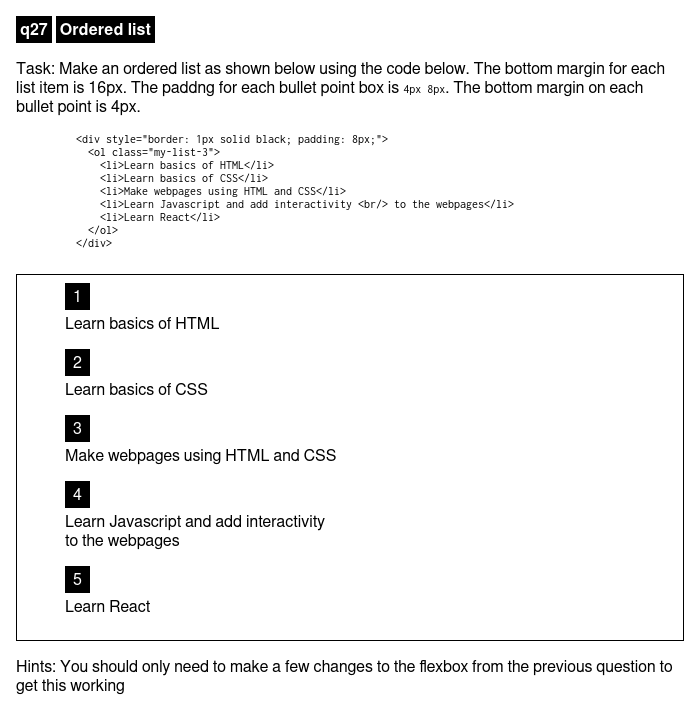 q27 Ordered list
Task: Make an ordered list as shown below using the code below. The bottom margin for each
list item is 16px. The paddng for each bullet point box is 4px 8px. The bottom margin on each
bullet point is 4px.
<div style="border: 1px solid black; padding: 8px;">
  <ol class="my-list-3">
    <li>Learn basics of HTML</li>
    <li>Learn basics of CSS</li>
    <li>Make webpages using HTML and CSS</li>
    <li>Learn Javascript and add interactivity <br/> to the webpages</li>
    <li>Learn React</li>
  </ol>
</div>
1
Learn basics of HTML
2
Learn basics of CSS
3
Make webpages using HTML and CSS
4
Learn Javascript and add interactivity
to the webpages
5
Learn React
Hints: You should only need to make a few changes to the flexbox from the previous question to
get this working